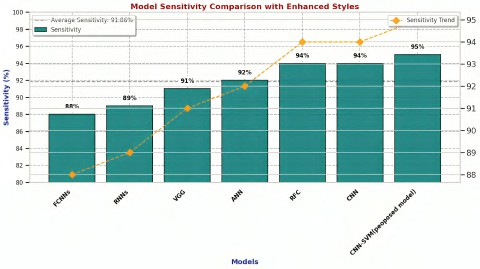 Model Sensitivity Comparison with Enhanced Styles
Average Sensitivity: 91.86%
Sensitivity
Sensitivity Trend
Sensitivity (%)
100
98
96
94
92
90
88
86
84
82
80
95
94
93
92
91
90
89
88
88%
89%
91%
92%
94%
94%
95%
FCRNs
RNNs
VGG
ANN
RFC
CNN
CNN-SVM(peoposed model)
Models